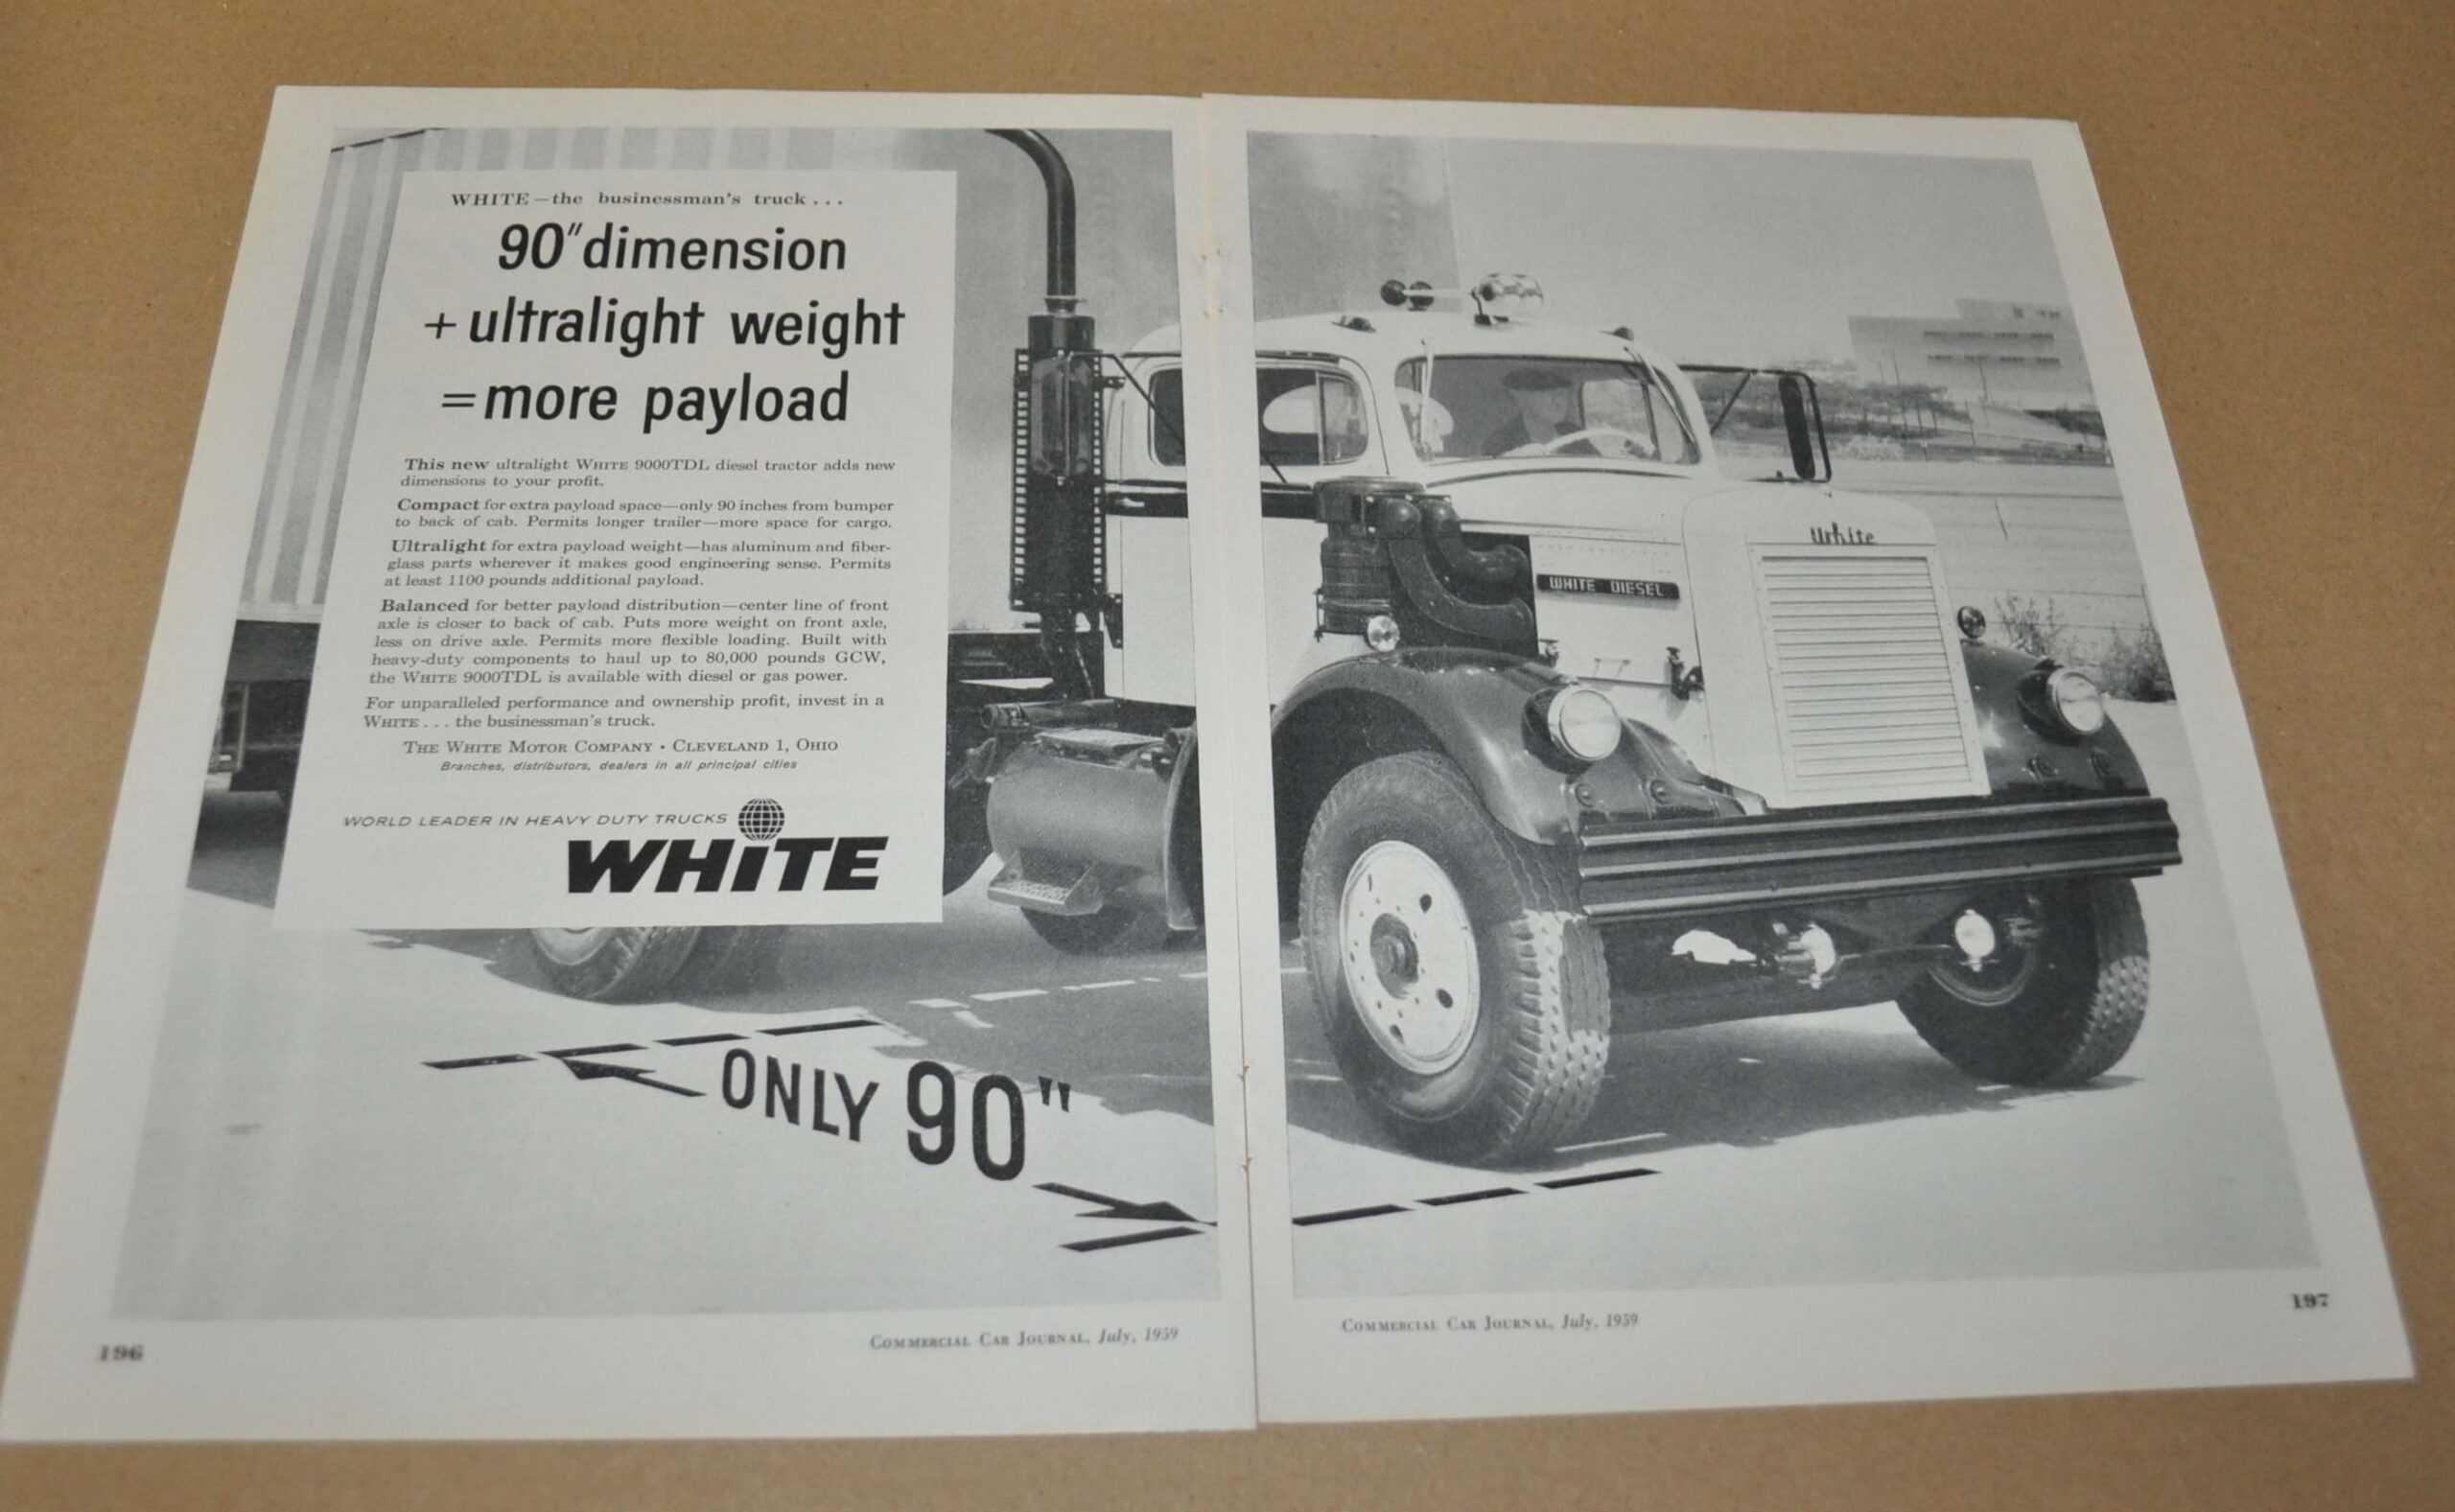 WHITE—the businessman's truck...
90" dimension
+ ultralight weight
= more payload
This new ultralight WHITE 9000TDL diesel tractor adds new
dimensions to your profit.
Compact for extra payload space—only 90 inches from bumper
to back of cab. Permits longer trailer—more space for cargo.
Ultralight for extra payload weight—has aluminum and fiber-
glass parts wherever it makes good engineering sense. Permits
at least 1100 pounds additional payload.
Balanced for better payload distribution—center line of front
axle is closer to back of cab. Puts more weight on front axle,
less on drive axle. Permits more flexible loading. Built with
heavy-duty components to haul up to 80,000 pounds GCW,
the WHITE 9000TDL is available with diesel or gas power.
For unparalleled performance and ownership profit, invest in a
WHITE . . . the businessman's truck.
THE WHITE MOTOR COMPANY • CLEVELAND 1, OHIO
Branches, distributors, dealers in all principal cities
WORLD LEADER IN HEAVY DUTY TRUCKS
WHiTE
ONLY 90"
196
COMMERCIAL CAR JOURNAL, July, 1959
White
WHITE DIESEL
COMMERCIAL CAR JOURNAL, July, 1959
197